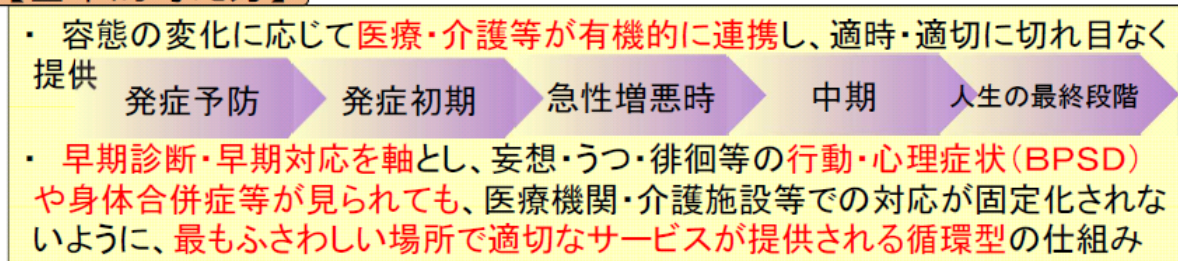 ・ 容態の変化に応じて医療・介護等が有機的に連携し、適時・適切に切れ目なく
提供
発症予防 発症初期 急性増悪時 中期 人生の最終段階
・ 早期診断・早期対応を軸とし、妄想・うつ・徘徊等の行動・心理症状(BPSD)
や身体合併症等が見られても、医療機関・介護施設等での対応が固定化されな
いように、最もふさわしい場所で適切なサービスが提供される循環型の仕組み